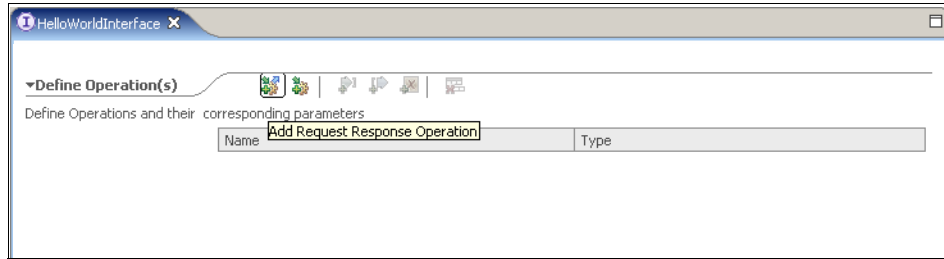 HelloWorldInterface
Define Operation(s)
Define Operations and their corresponding parameters
Add Request Response Operation
Name
Type